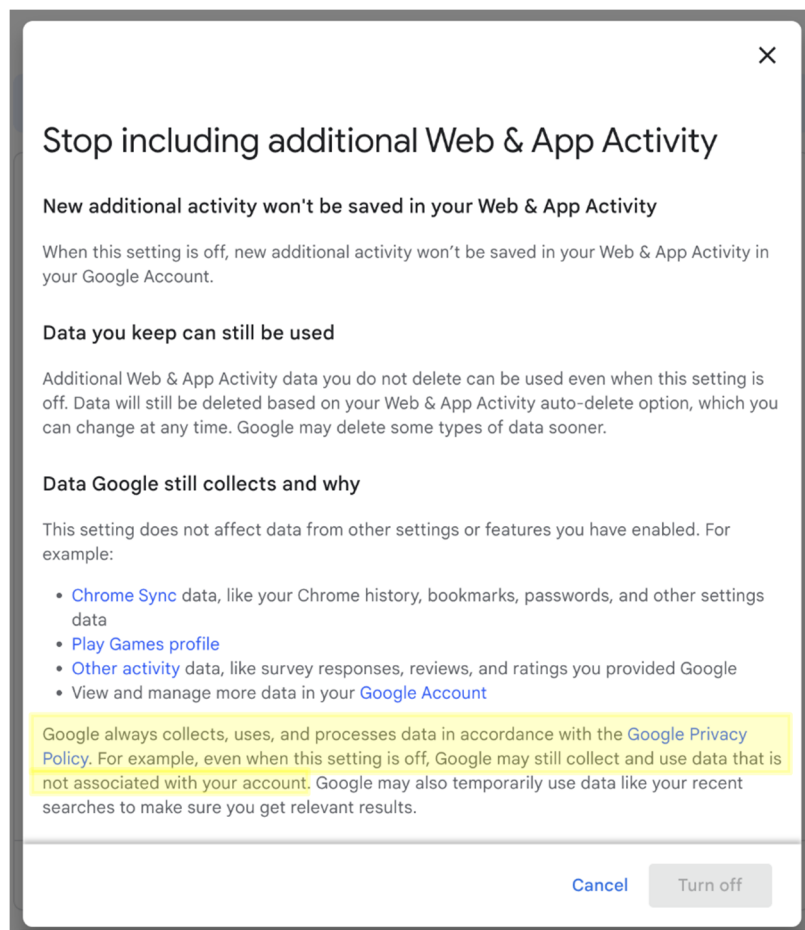 Stop including additional Web & App Activity
New additional activity won't be saved in your Web & App Activity
When this setting is off, new additional activity won’t be saved in your Web & App Activity in
your Google Account.
Data you keep can still be used
Additional Web & App Activity data you do not delete can be used even when this setting is
off. Data will still be deleted based on your Web & App Activity auto-delete option, which you
can change at any time. Google may delete some types of data sooner.
Data Google still collects and why
This setting does not affect data from other settings or features you have enabled. For
example:
• Chrome Sync data, like your Chrome history, bookmarks, passwords, and other settings
data
• Play Games profile
• Other activity data, like survey responses, reviews, and ratings you provided Google
• View and manage more data in your Google Account
Google always collects, uses, and processes data in accordance with the Google Privacy
Policy. For example, even when this setting is off, Google may still collect and use data that is
not associated with your account. Google may also temporarily use data like your recent
searches to make sure you get relevant results.
Cancel
Turn off